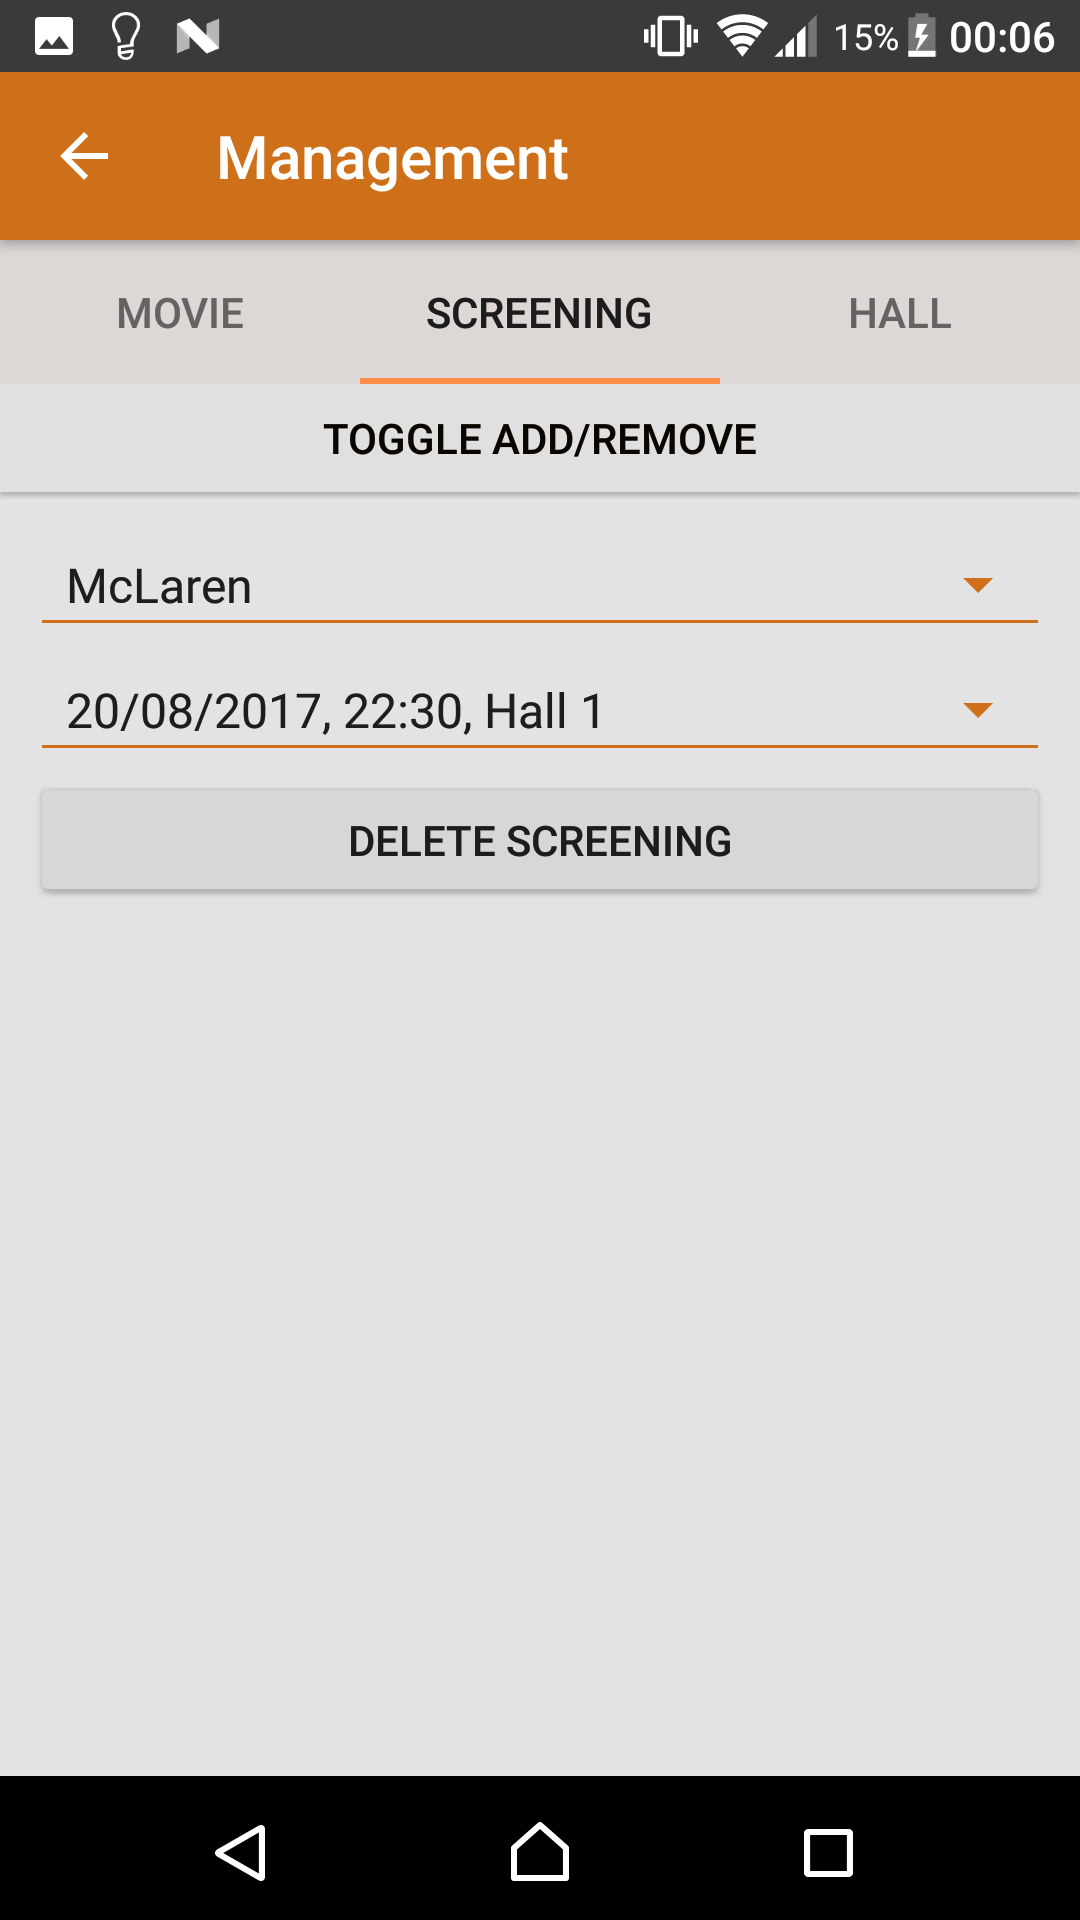 15% 00:06
Management
MOVIE SCREENING HALL
TOGGLE ADD/REMOVE
McLaren
20/08/2017, 22:30, Hall 1
DELETE SCREENING